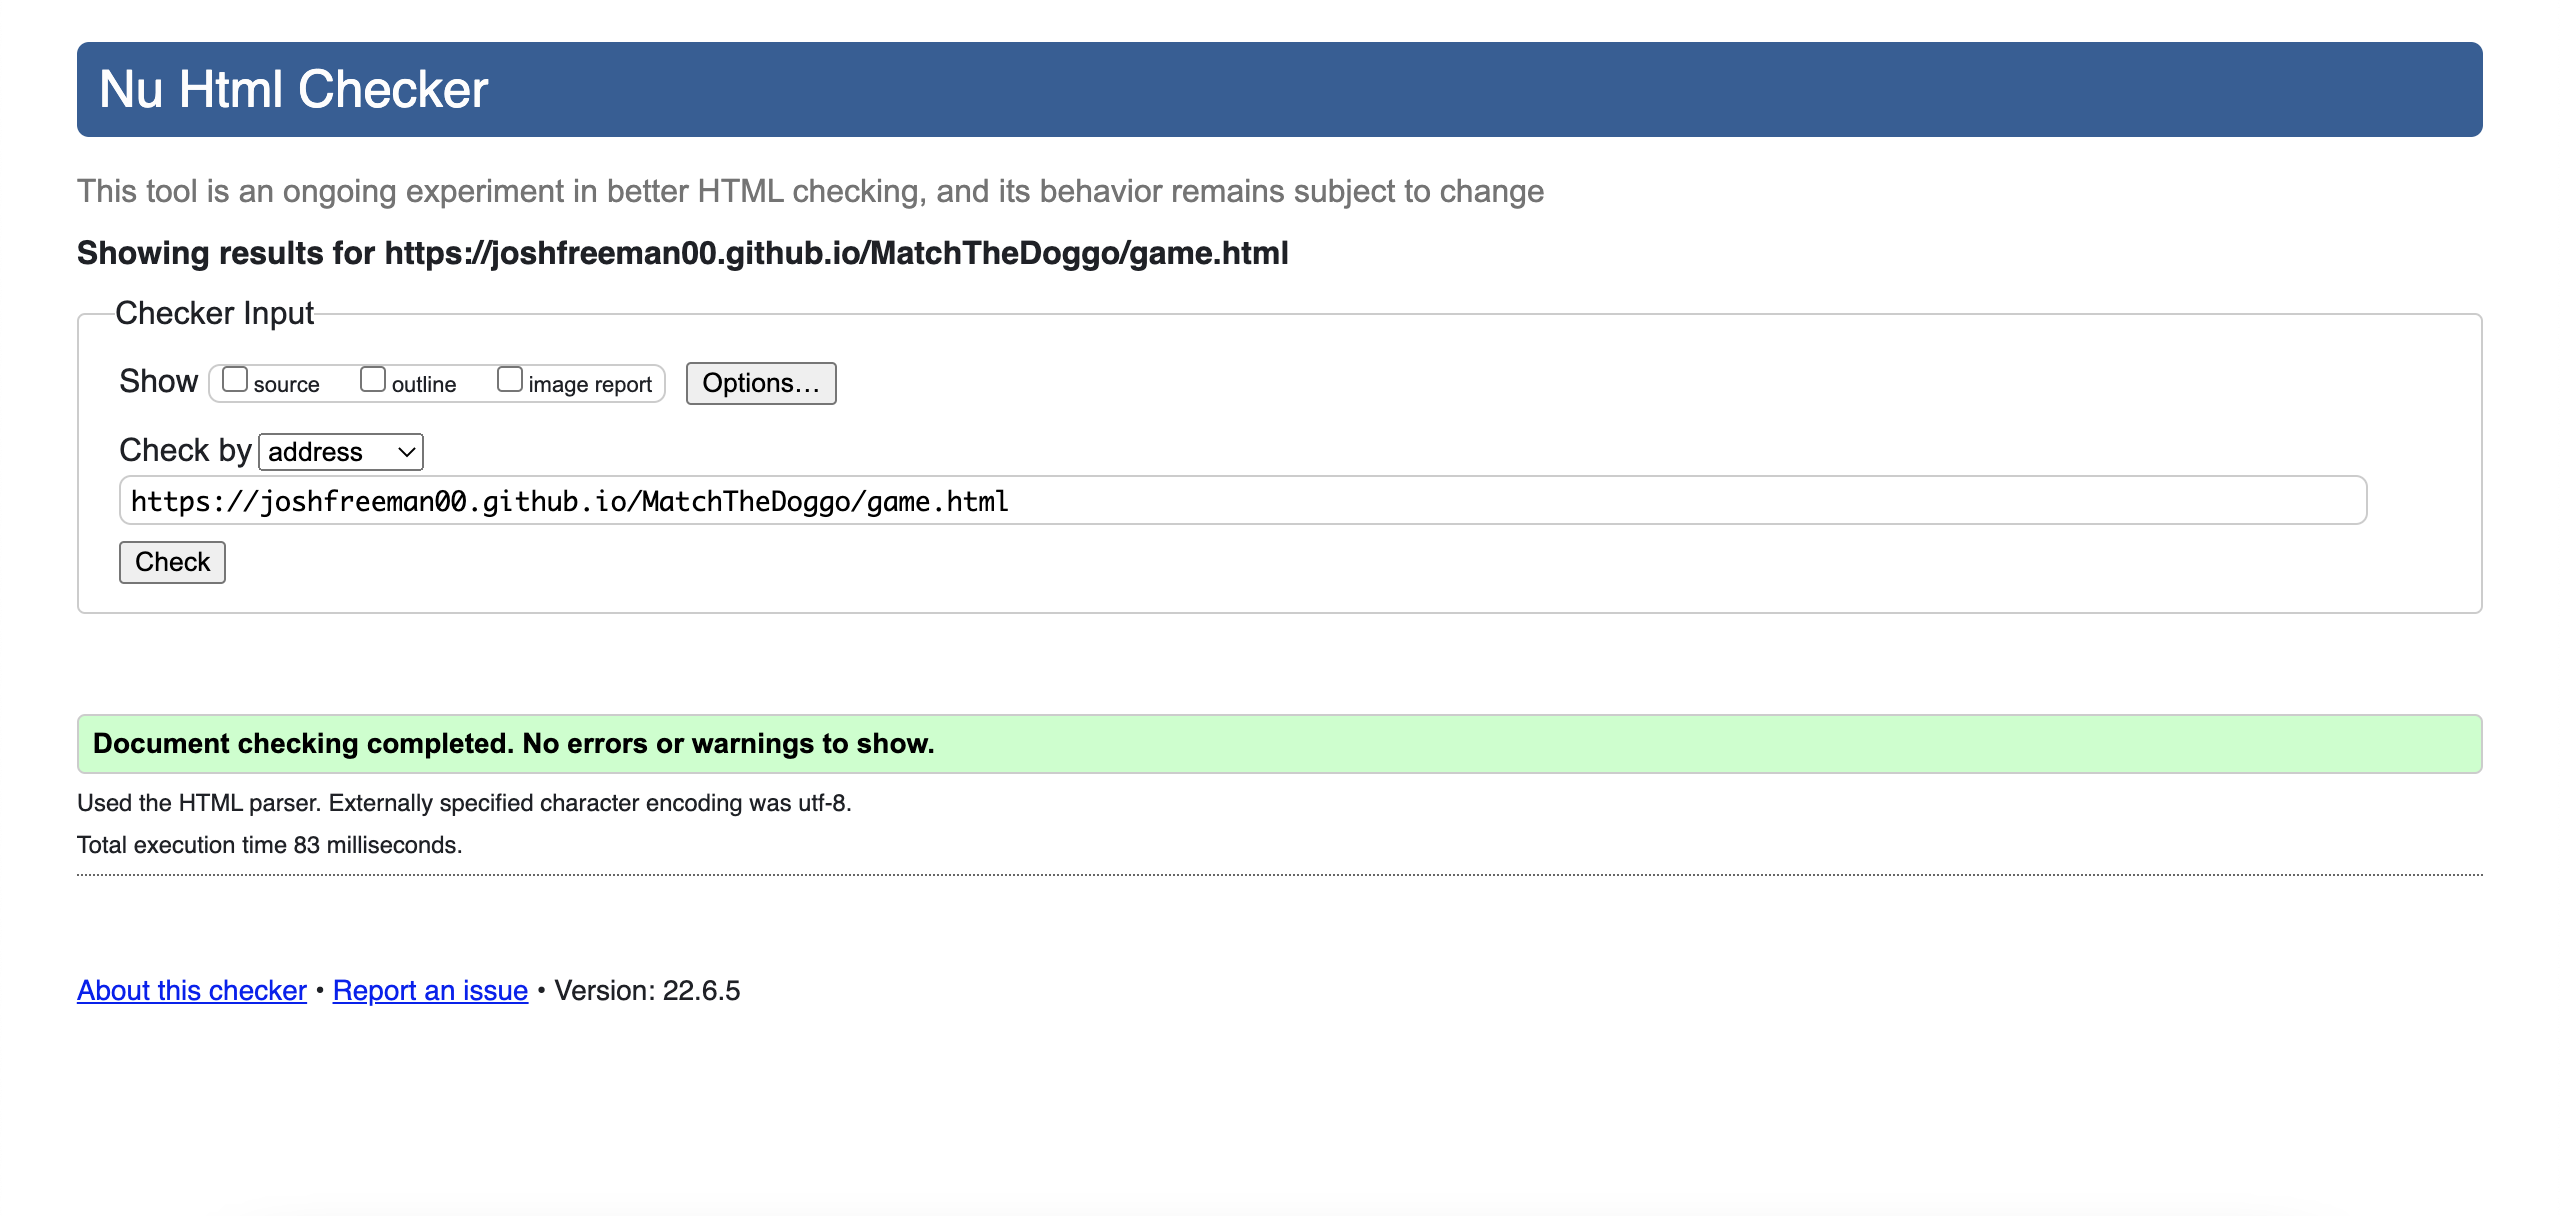 Nu Html Checker
This tool is an ongoing experiment in better HTML checking, and its behavior remains subject to change
Showing results for https://joshfreeman00.github.io/MatchTheDoggo/game.html
Checker Input
Show source outline image report Options...
Check by address
https://joshfreeman00.github.io/MatchTheDoggo/game.html
Check
Document checking completed. No errors or warnings to show.
Used the HTML parser. Externally specified character encoding was utf-8.
Total execution time 83 milliseconds.
About this checker • Report an issue • Version: 22.6.5